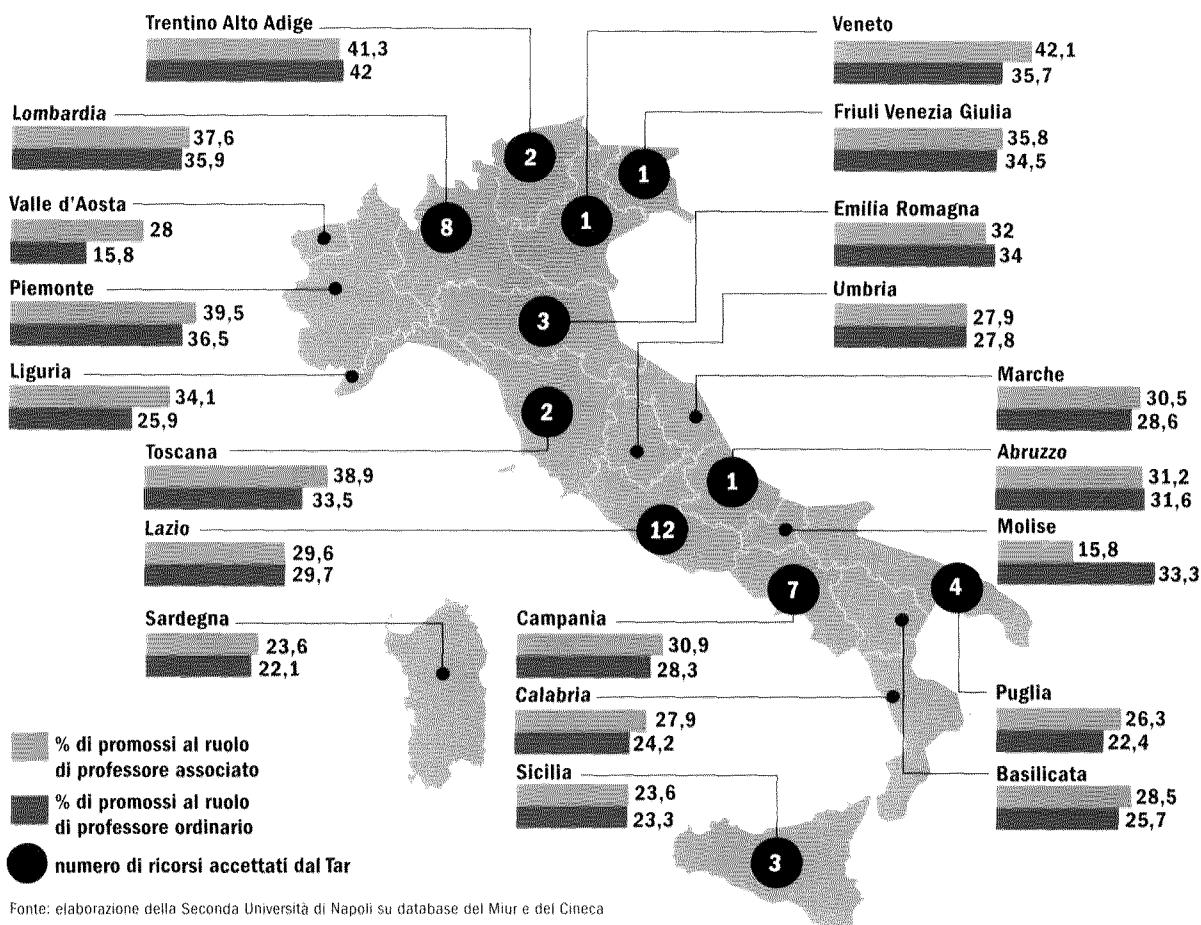 Trentino Alto Adige
41,3
42
Veneto
42,1
35,7
Lombardia
37,6
35,9
Friuli Venezia Giulia
35,8
34,5
Valle d'Aosta
28
15,8
Emilia Romagna
32
34
Piemonte
39,5
36,5
Umbria
27,9
27,8
Liguria
34,1
25,9
Marche
30,5
28,6
Toscana
38,9
33,5
Abruzzo
31,2
31,6
Lazio
29,6
29,7
Molise
15,8
33,3
Sardegna
23,6
22,1
Campania
30,9
28,3
Calabria
27,9
24,2
Puglia
26,3
22,4
Sicilia
23,6
23,3
Basilicata
28,5
25,7
2
1
8
1
3
2
1
12
7
4
3
% di promossi al ruolo
di professore associato
% di promossi al ruolo
di professore ordinario
numero di ricorsi accettati dal Tar
Fonte: elaborazione della Seconda Università di Napoli su database del Miur e del Cineca